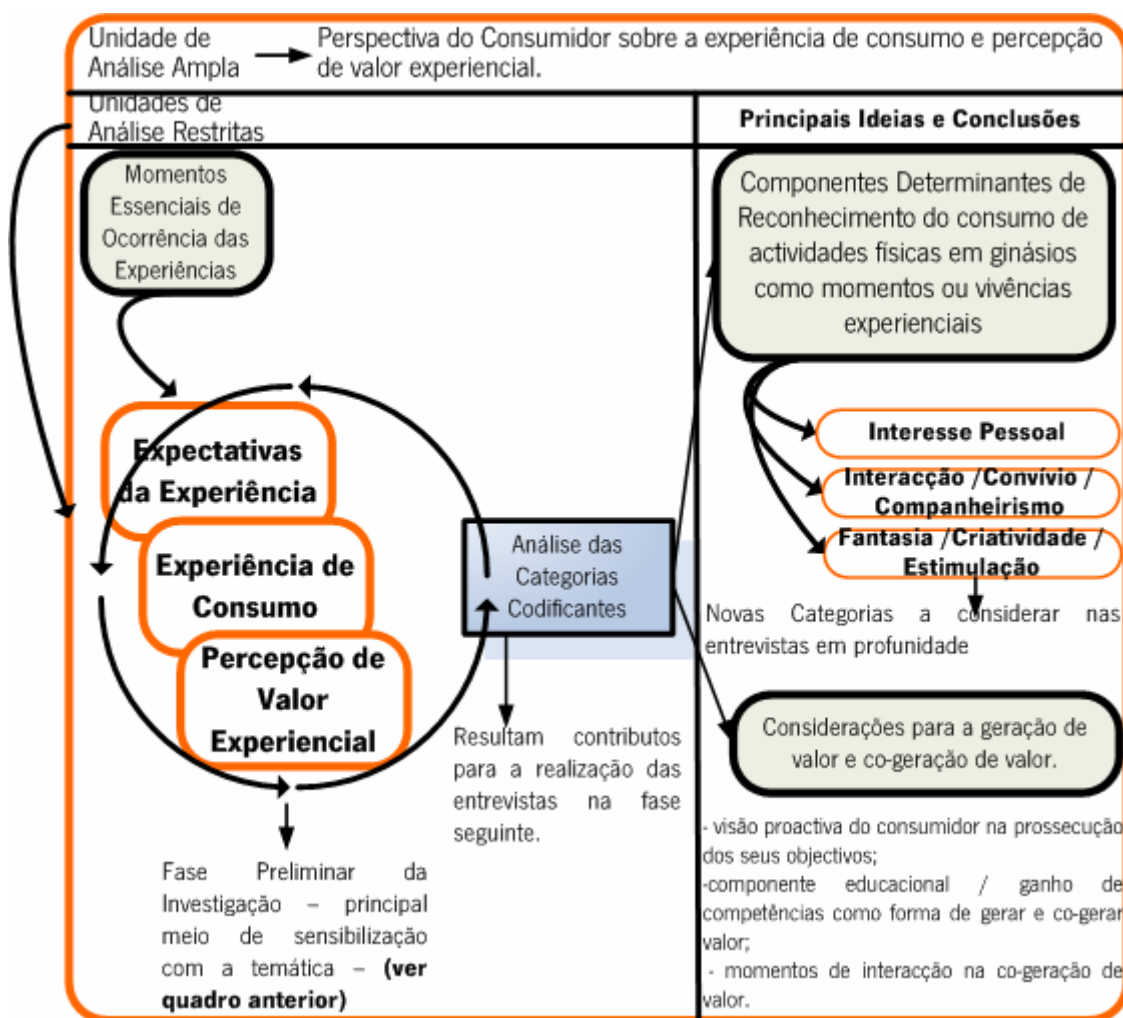 Unidade de
Análise Ampla
Perspectiva do Consumidor sobre a experiência de consumo e percepção
de valor experiencial.
Unidades de
Análise Restritas
Principais Ideias e Conclusões
Momentos
Essenciais de
Ocorrência das
Experiências
Expectativas
da Experiência
Experiência de
Consumo
Percepção de
Valor
Experiencial
Fase Preliminar da
Investigação – principal
meio de sensibilização
com a temática – (ver
quadro anterior)
Análise das
Categorias
Codificantes
Resultam contributos
para a realização das
entrevistas na fase
seguinte.
Componentes Determinantes de
Reconhecimento do consumo de
actividades físicas em ginásios
como momentos ou vivências
experienciais
Interesse Pessoal
Interacção /Convívio /
Companheirismo
Fantasia /Criatividade /
Estimulação
Novas Categorias a considerar nas
entrevistas em profunidade
Considerações para a geração de
valor e co-geração de valor.
- visão proactiva do consumidor na prossecução
dos seus objectivos;
-componente educacional / ganho de
competências como forma de gerar e co-gerar
valor;
- momentos de interacção na co-geração de
valor.